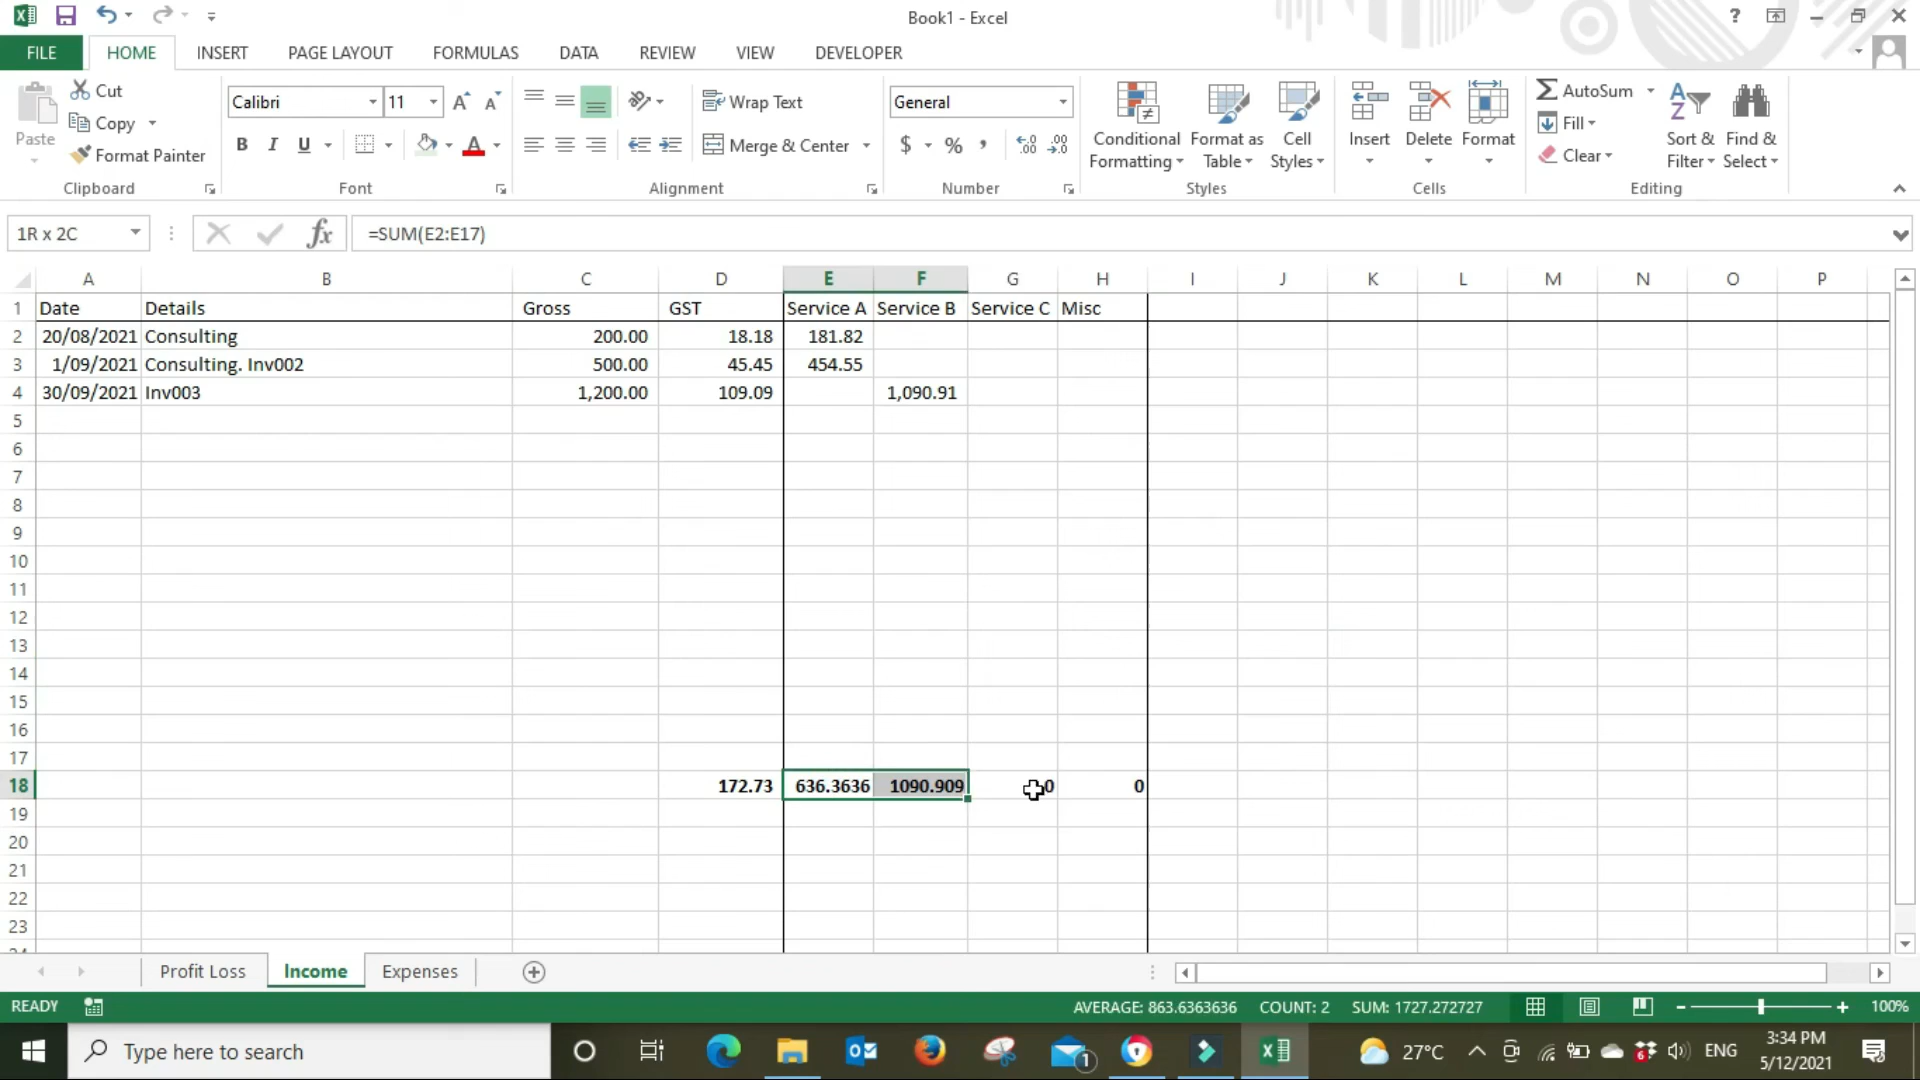 Book1 - Excel
FILE HOME INSERT PAGE LAYOUT FORMULAS DATA REVIEW VIEW DEVELOPER
Paste
Cut
Copy
Format Painter
Clipboard
Calibri 11
B I U
Font
Wrap Text
Merge & Center
Alignment
General
$ % ,
Number
Conditional Formatting
Format as Table
Cell Styles
Styles
Insert
Delete
Format
Cells
AutoSum
Fill
Clear
Sort & Filter
Find & Select
Editing
1R x 2C fx =SUM(E2:E17)
A B C D E F G H I J K L M N O P
1 Date Details Gross GST Service A Service B Service C Misc
2 20/08/2021 Consulting 200.00 18.18 181.82
3 1/09/2021 Consulting. Inv002 500.00 45.45 454.55
4 30/09/2021 Inv003 1,200.00 109.09 1,090.91
5
6
7
8
9
10
11
12
13
14
15
16
17
18 172.73 636.3636 1090.909 0 0
19
20
21
22
23
24
Profit Loss Income Expenses
READY AVERAGE: 863.6363636 COUNT: 2 SUM: 1727.272727 100%
Type here to search 1 27°C 6 ENG 3:34 PM
5/12/2021